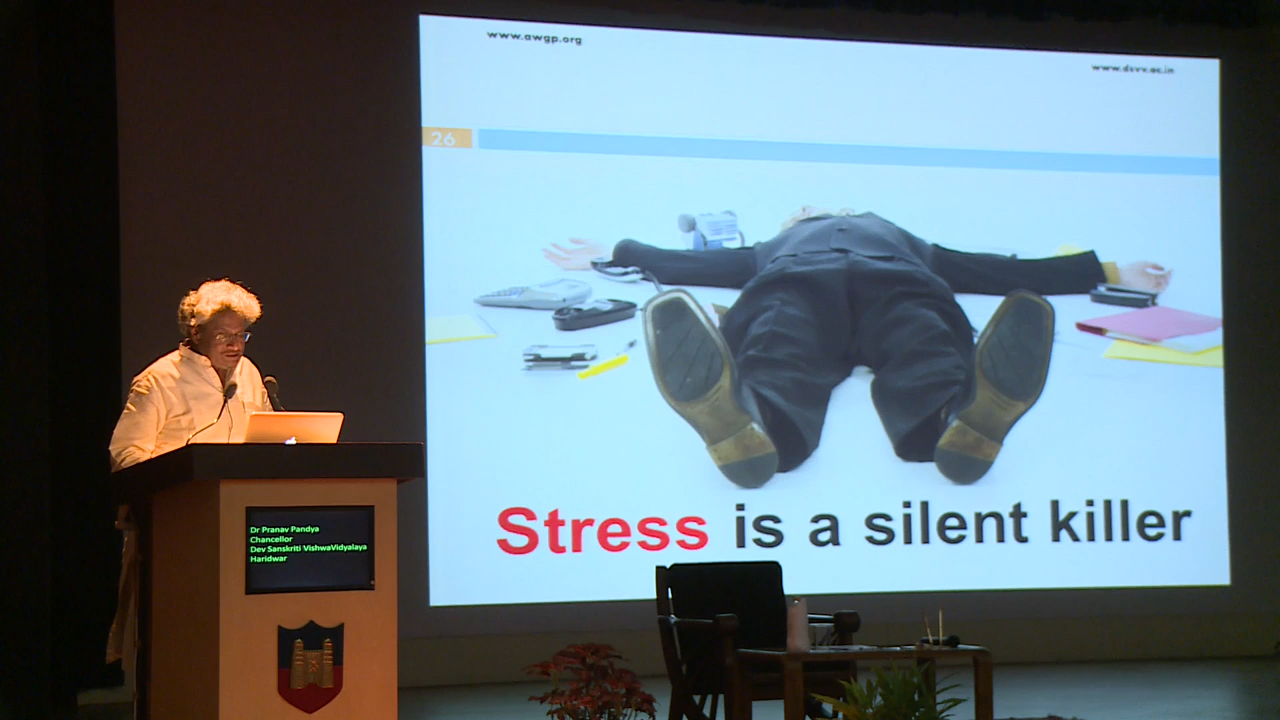 www.awgp.org
www.dsvv.ac.in
26
Stress is a silent killer
Dr Pranav Pandya
Chancellor
Dev Sanskriti VishwaVidyalaya
Haridwar